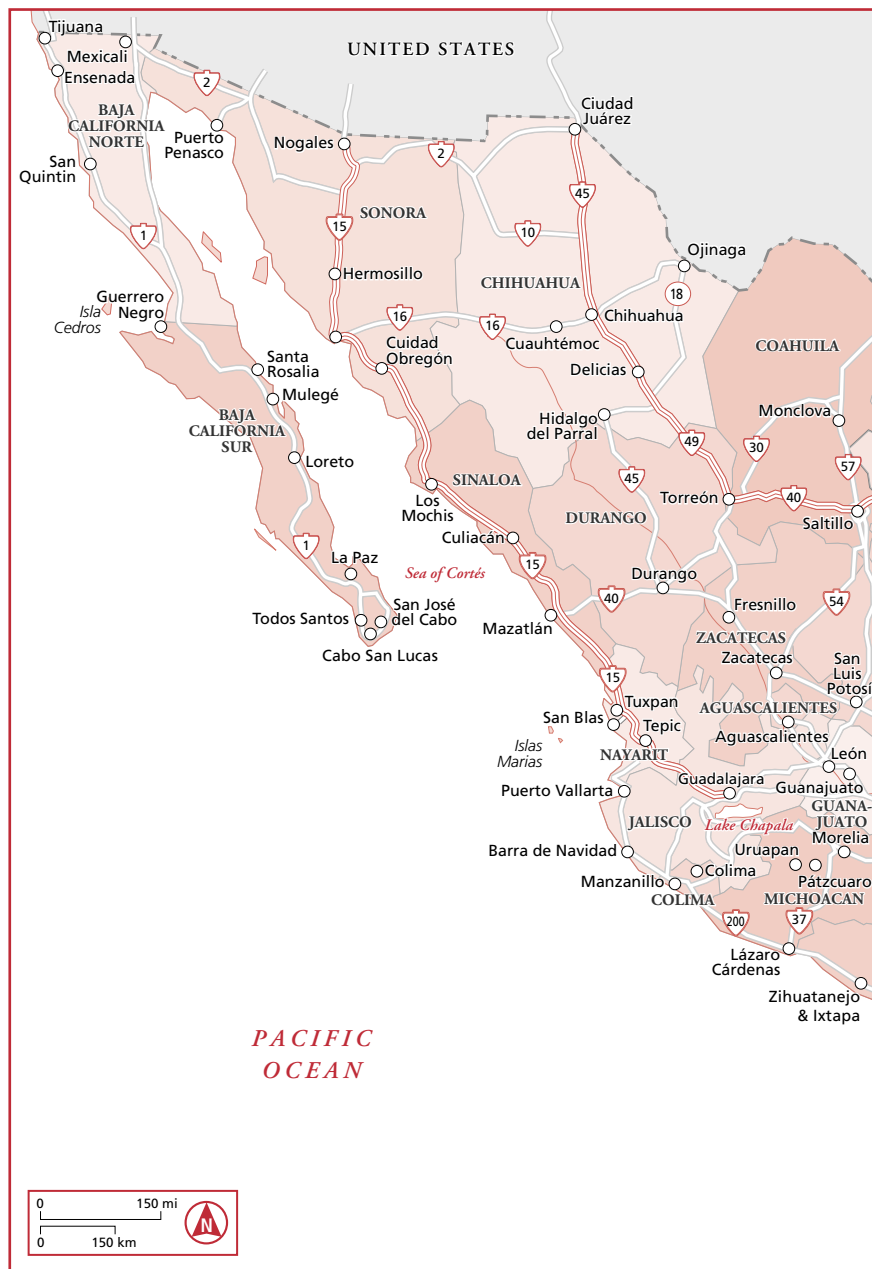 Tijuana
UNITED STATES
Mexicali
Ensenada
2
Ciudad
Juárez
BAJA
CALIFORNIA
NORTE
Puerto
Penasco
Nogales
2
San
Quintin
45
SONORA
15
10
1
Ojinaga
Hermosillo
CHIHUAHUA
18
Guerrero
Negro
Isla
Cedros
16
16
Chihuahua
Cuauhtémoc
COAHUILA
Cuidad
Obregón
Santa
Rosalia
Delicias
Mulegé
Monclova
BAJA
CALIFORNIA
SUR
Hidalgo
del Parral
49
30
57
Loreto
SINALOA
45
Los
Mochis
Torreón
40
Saltillo
DURANGO
Culiacán
1
La Paz
Sea of Cortés
15
Durango
40
54
Todos Santos
San José
del Cabo
Mazatlán
Fresnillo
ZACATECAS
Cabo San Lucas
Zacatecas
San
Luis
Potosí
15
Tuxpan
AGUASCALIENTES
San Blas
Tepic
Aguascalientes
Islas
Marias
NAYARIT
León
Guadalajara
Guanajuato
Puerto Vallarta
GUANA-
JUATO
JALISCO
Lake Chapala
Morelia
Barra de Navidad
Uruapan
Colima
Pátzcuaro
Manzanillo
COLIMA
MICHOACAN
200
37
Lázaro
Cárdenas
Zihuatanejo
& Ixtapa
PACIFIC
OCEAN
0 150 mi
0 150 km
N